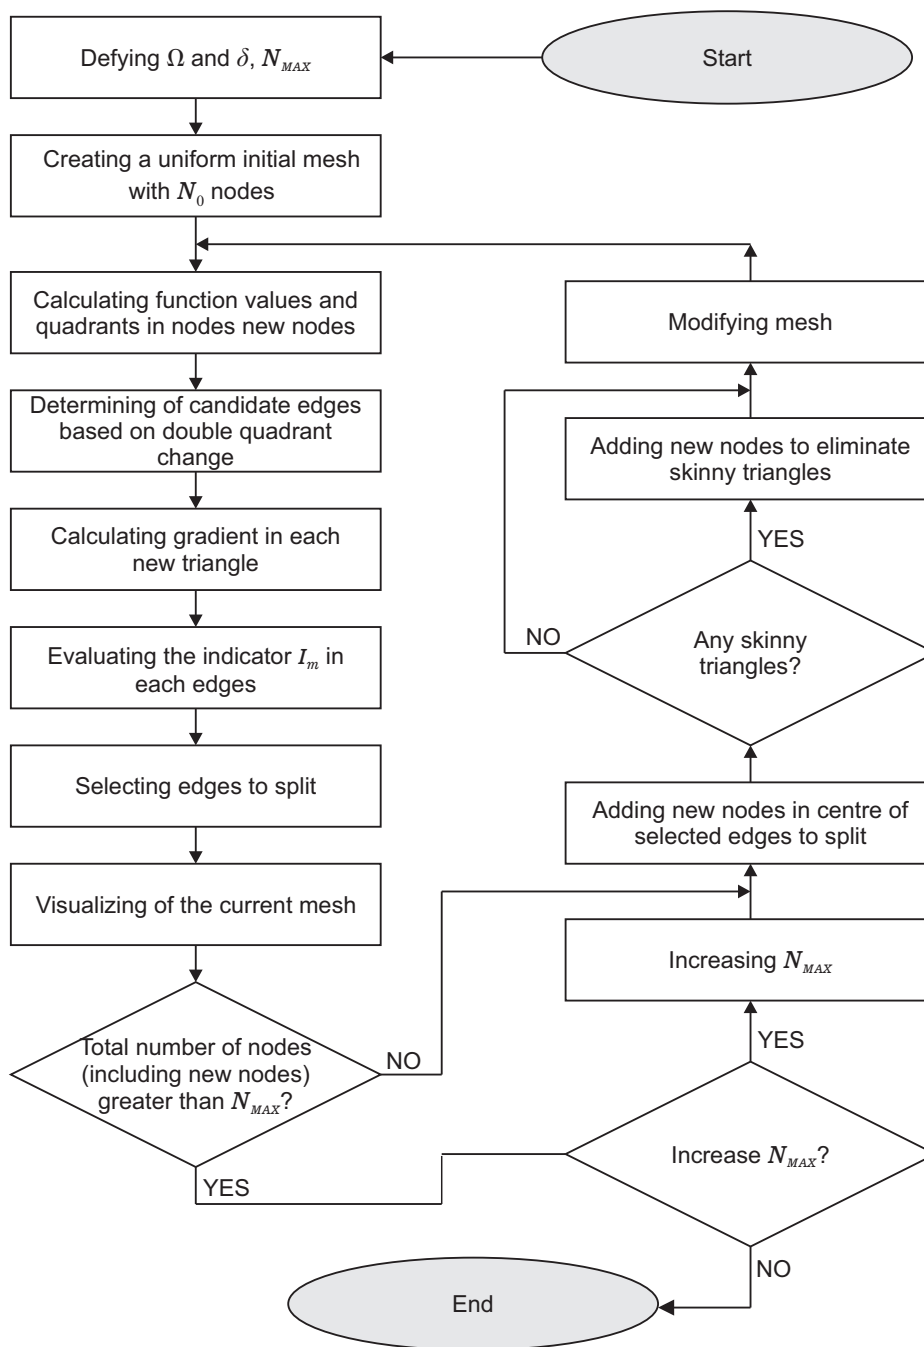 Start
Defying Ω and δ, N_MAX
Creating a uniform initial mesh
with N_0 nodes
Calculating function values and
quadrants in nodes new nodes
Determining of candidate edges
based on double quadrant
change
Calculating gradient in each
new triangle
Evaluating the indicator I_m in
each edges
Selecting edges to split
Visualizing of the current mesh
Total number of nodes
(including new nodes)
greater than N_MAX?
NO
YES
Modifying mesh
Adding new nodes to eliminate
skinny triangles
YES
NO
Any skinny
triangles?
Adding new nodes in centre of
selected edges to split
Increasing N_MAX
YES
Increase N_MAX?
NO
End